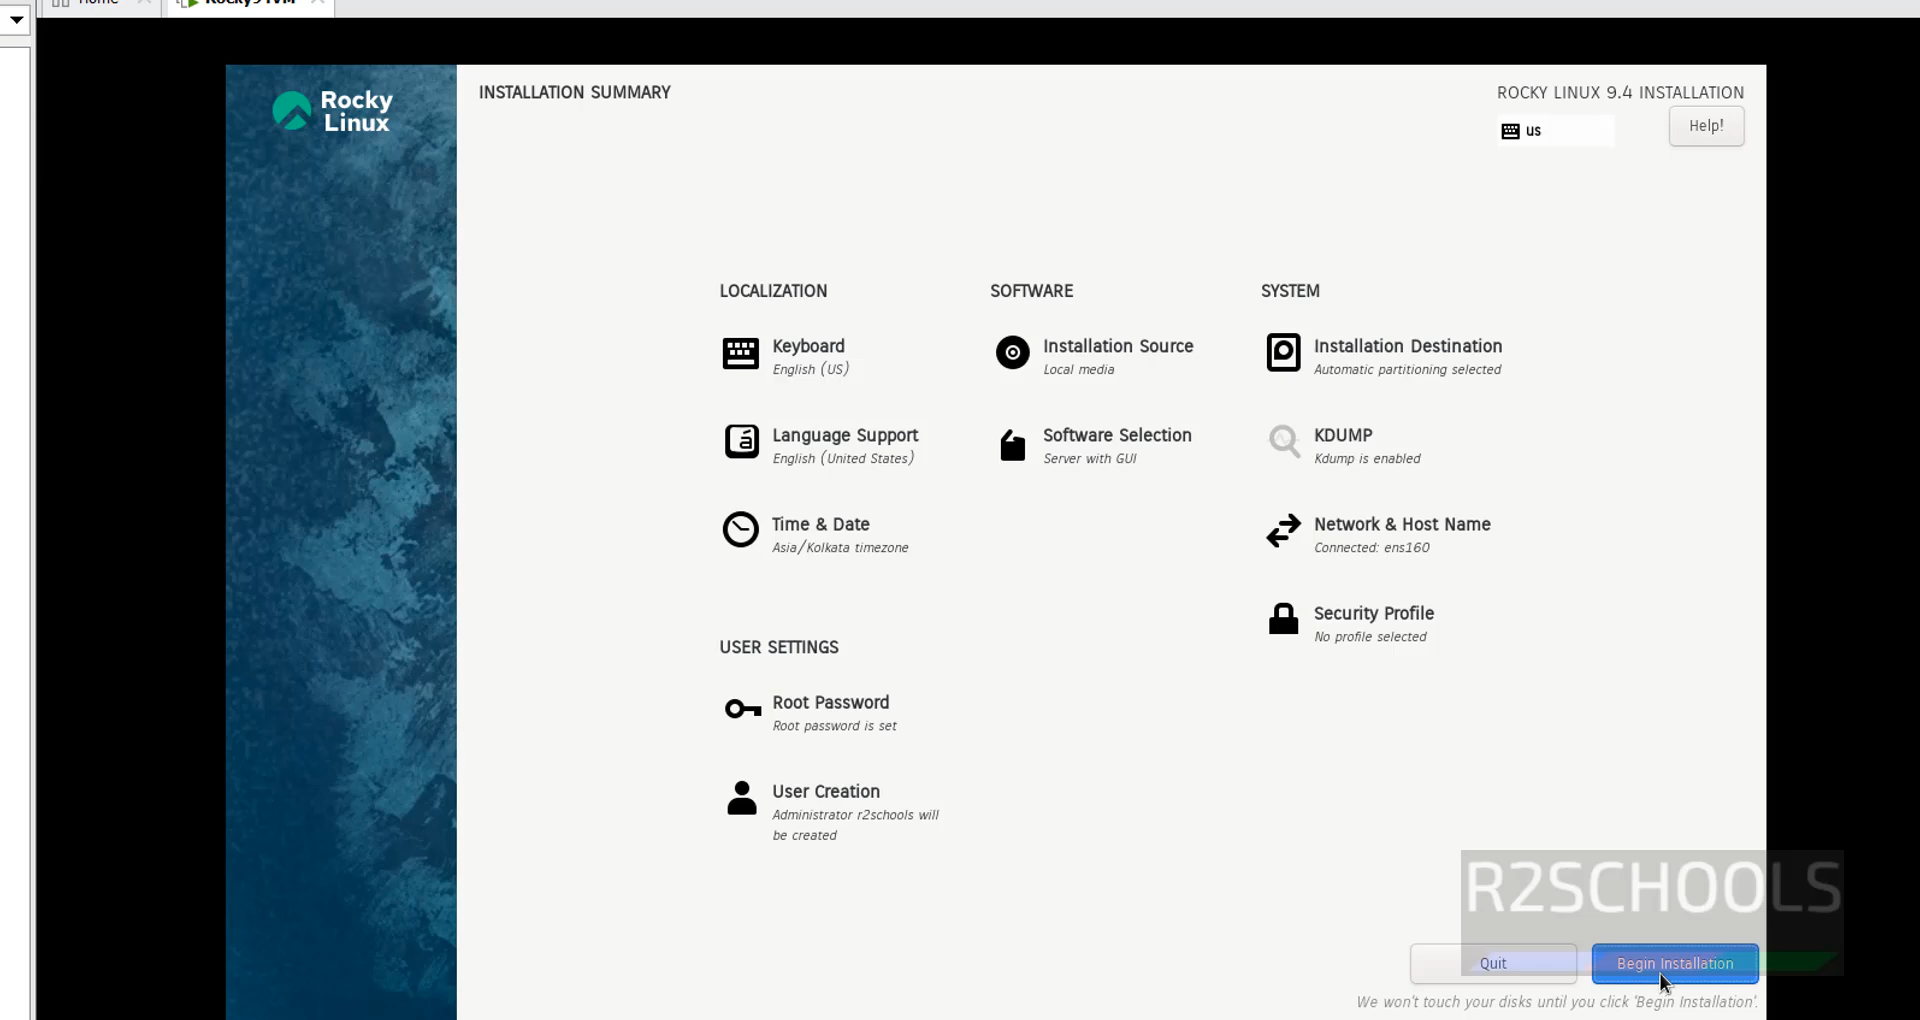 Home
Rocky94VM
Rocky
Linux
INSTALLATION SUMMARY
ROCKY LINUX 9.4 INSTALLATION
us
Help!
LOCALIZATION
Keyboard
English (US)
Language Support
English (United States)
Time & Date
Asia/Kolkata timezone
SOFTWARE
Installation Source
Local media
Software Selection
Server with GUI
SYSTEM
Installation Destination
Automatic partitioning selected
KDUMP
Kdump is enabled
Network & Host Name
Connected: ens160
Security Profile
No profile selected
USER SETTINGS
Root Password
Root password is set
User Creation
Administrator r2schools will
be created
R2SCHOOLS
Quit
Begin Installation
We won't touch your disks until you click 'Begin Installation'.